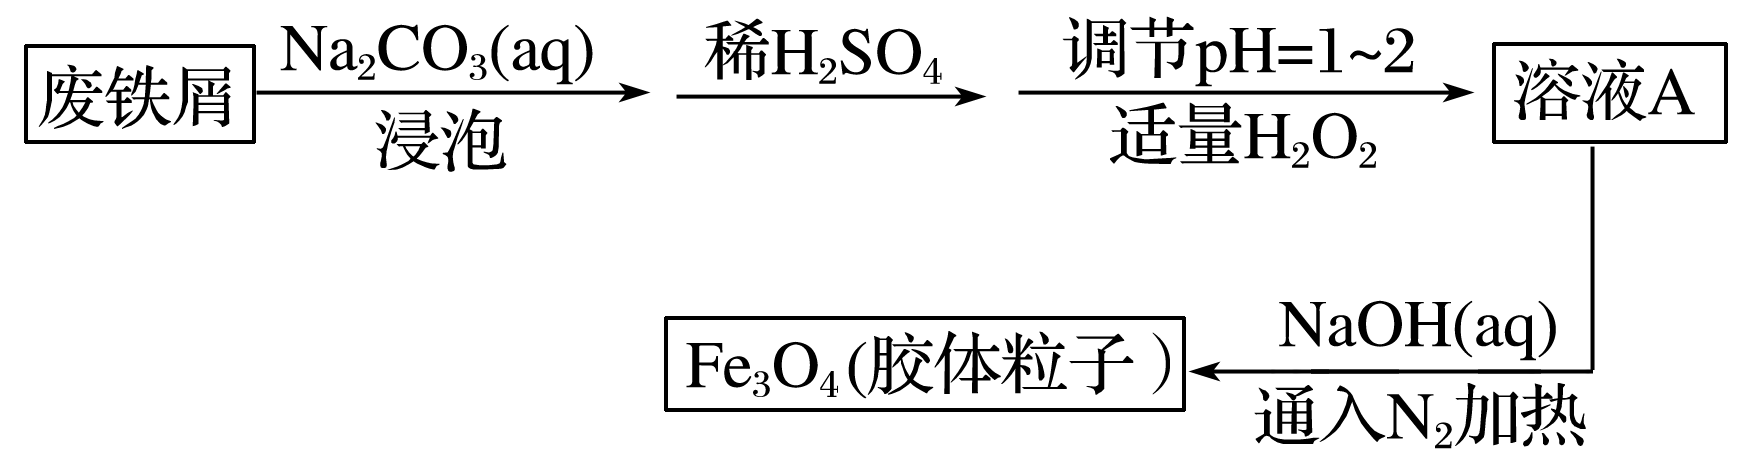 废铁屑
Na₂CO₃(aq)
浸泡
稀H₂SO₄
调节pH=1~2
适量H₂O₂
溶液A
NaOH(aq)
通入N₂加热
Fe₃O₄(胶体粒子)